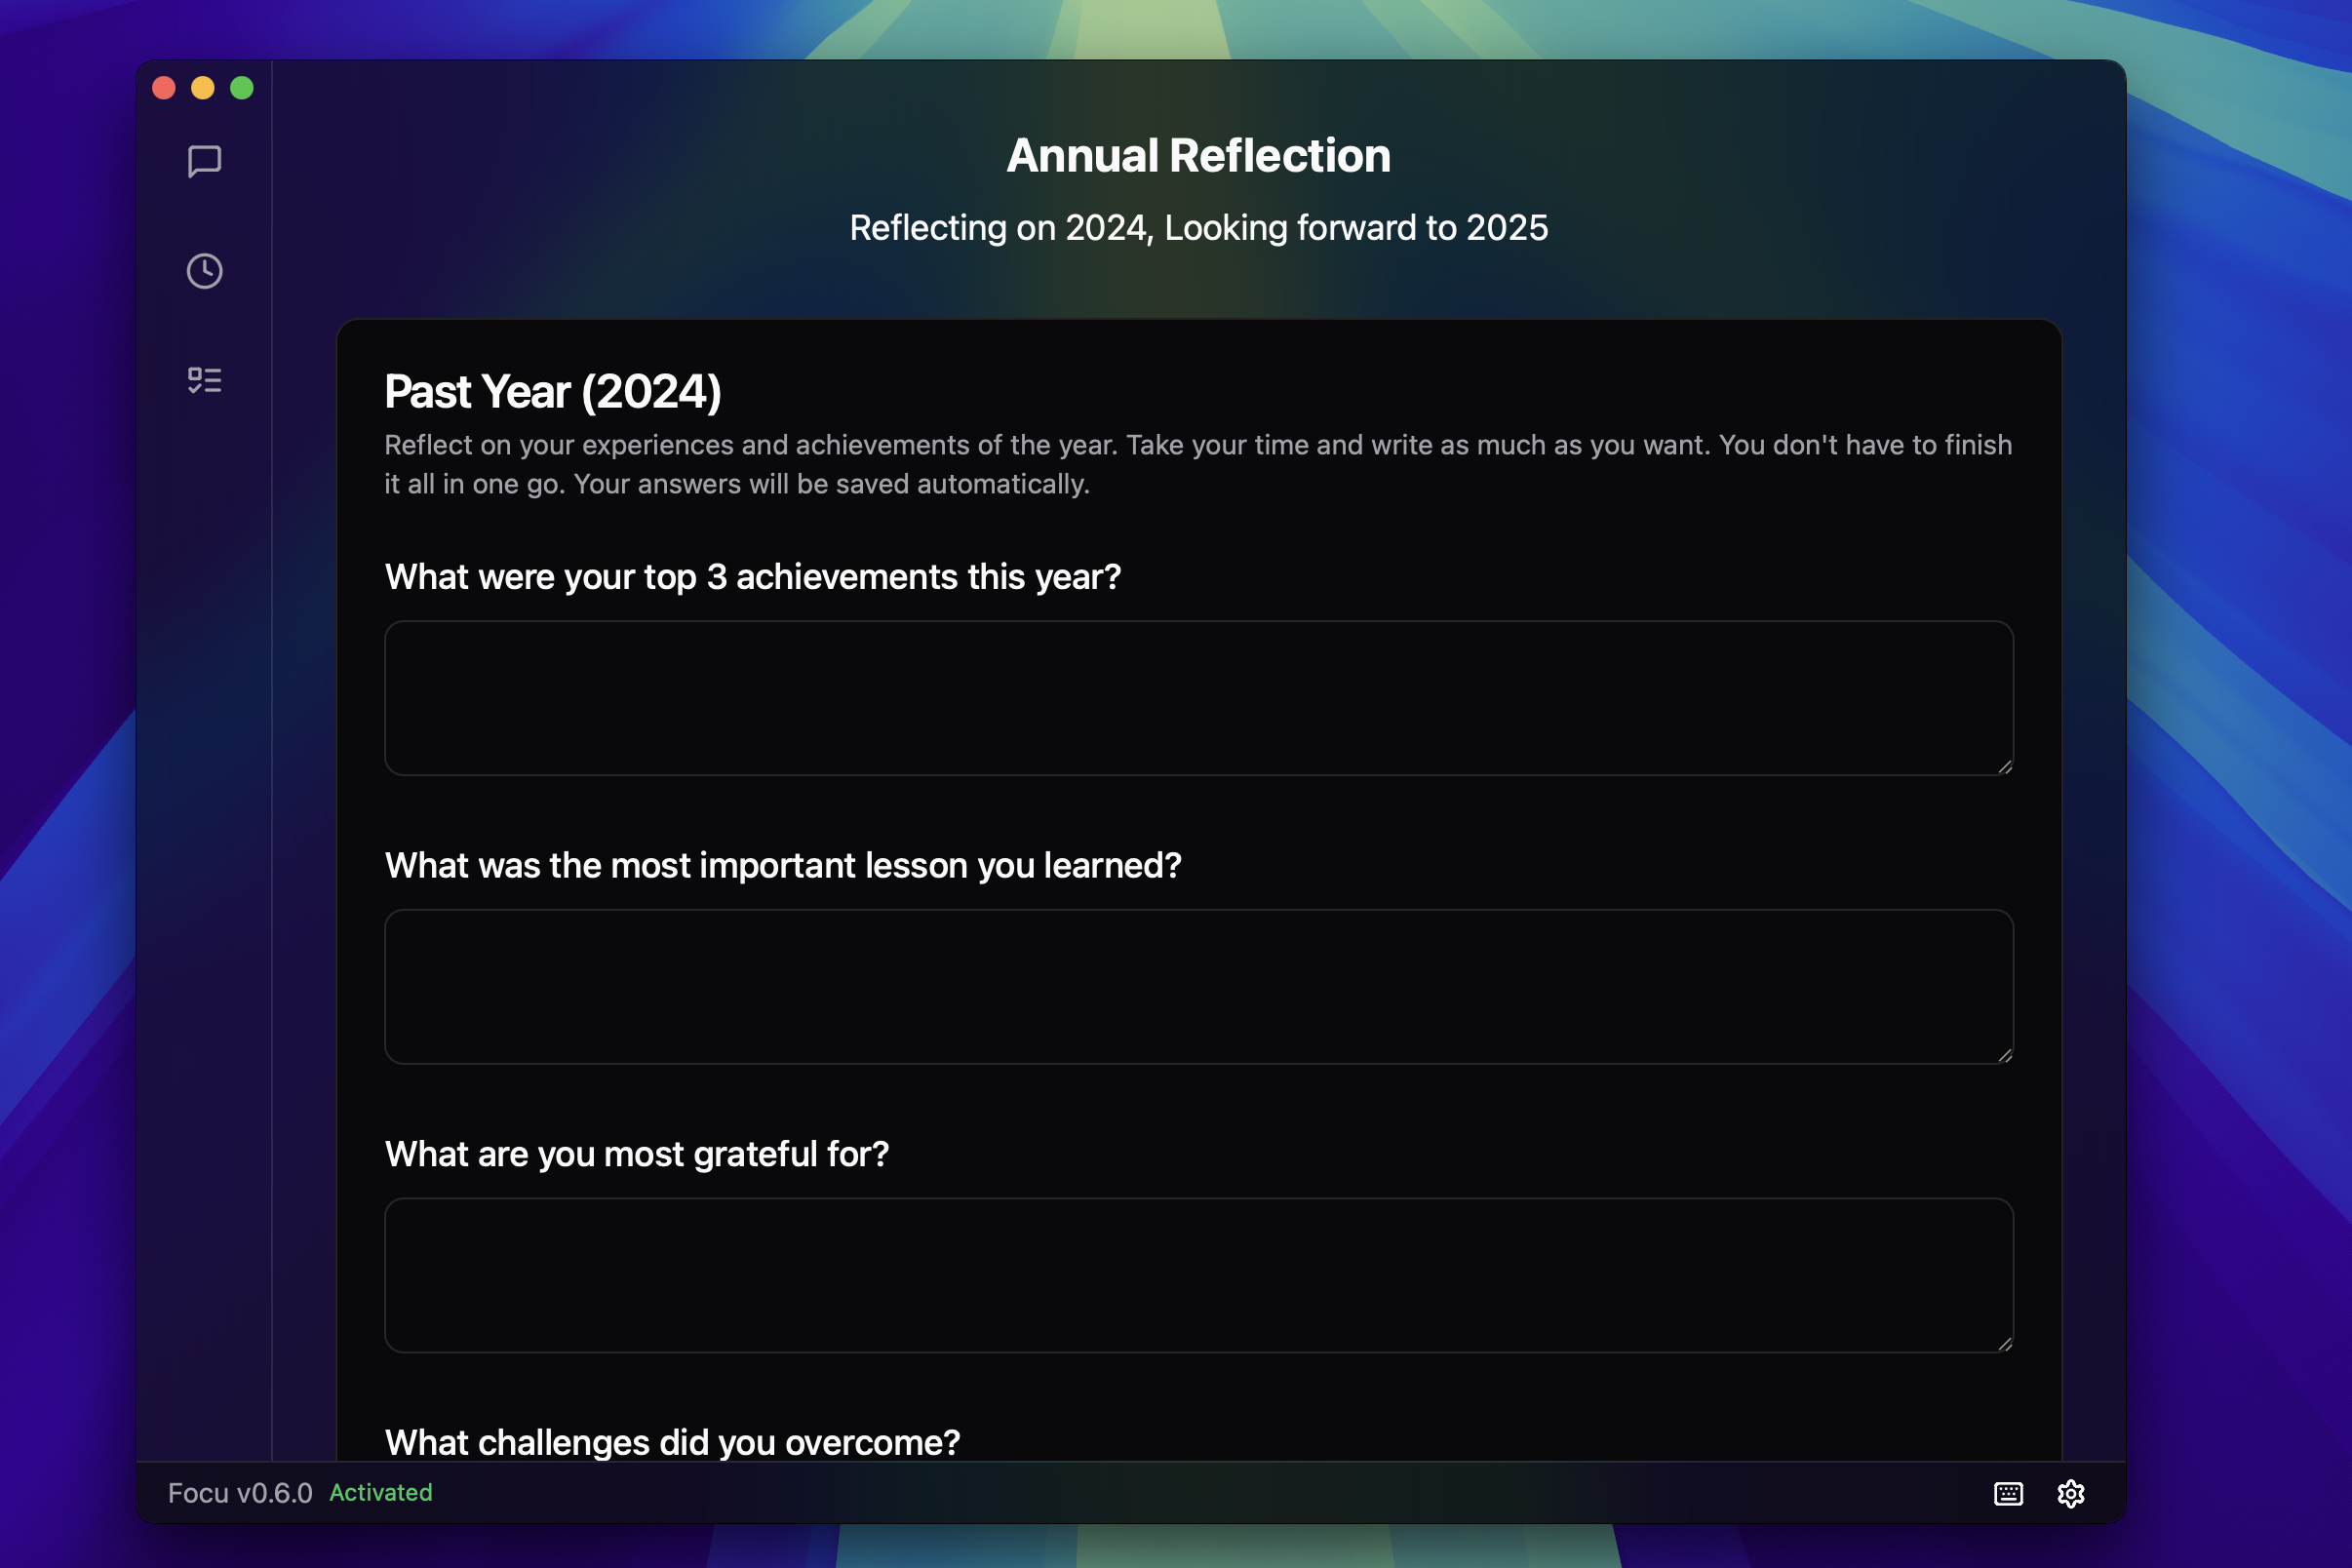 Annual Reflection
Reflecting on 2024, Looking forward to 2025
Past Year (2024)
Reflect on your experiences and achievements of the year. Take your time and write as much as you want. You don't have to finish
it all in one go. Your answers will be saved automatically.
What were your top 3 achievements this year?
What was the most important lesson you learned?
What are you most grateful for?
What challenges did you overcome?
Focu v0.6.0 Activated